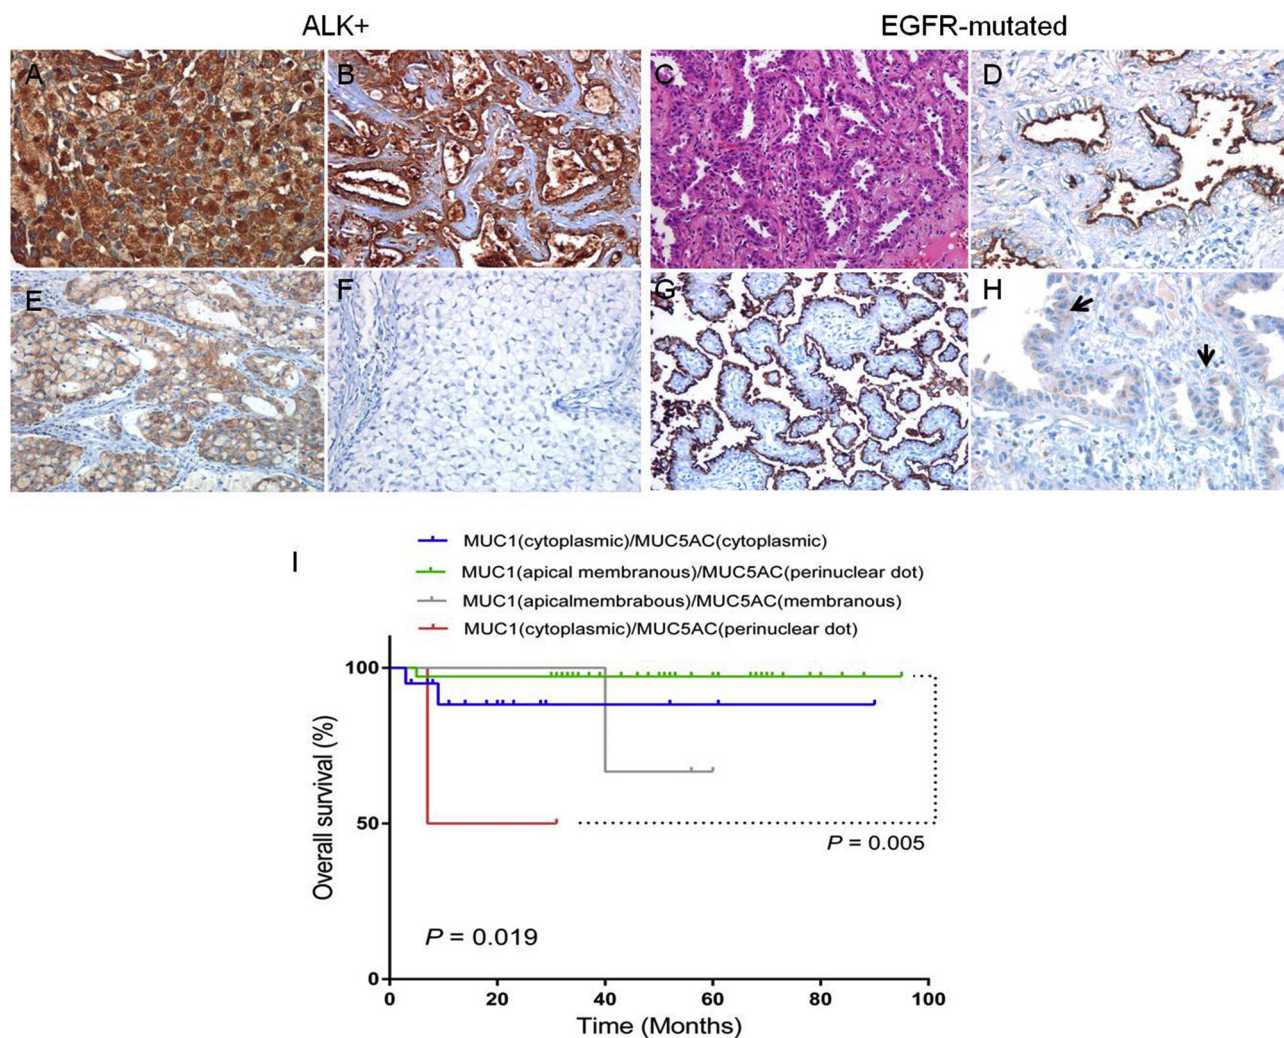 ALK+
EGFR-mutated
A
B
C
D
E
F
G
H
I
MUC1(cytoplasmic)/MUC5AC(cytoplasmic)
MUC1(apical membranous)/MUC5AC(perinuclear dot)
MUC1(apicalmembrabous)/MUC5AC(membranous)
MUC1(cytoplasmic)/MUC5AC(perinuclear dot)
100
50
0
Overall survival (%)
P = 0.005
P = 0.019
0
20
40
60
80
100
Time (Months)